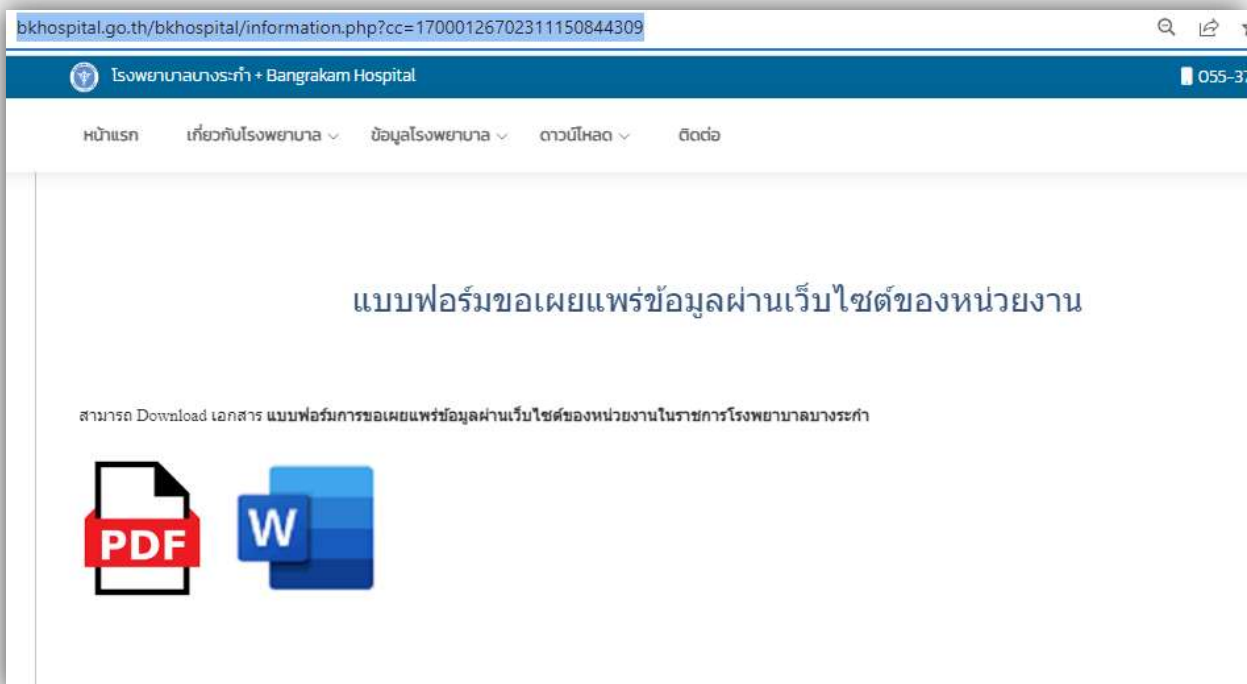 bkhospital.go.th/bkhospital/information.php?cc=17000126702311150844309
โรงพยาบาลบางระกำ + Bangrakam Hospital
055-37
หน้าแรก เกี่ยวกับโรงพยาบาล ข้อมูลโรงพยาบาล ดาวน์โหลด ติดต่อ
แบบฟอร์มขอเผยแพร่ข้อมูลผ่านเว็บไซต์ของหน่วยงาน
สามารถ Download เอกสาร แบบฟอร์มการขอเผยแพร่ข้อมูลผ่านเว็บไซต์ของหน่วยงานในราชการโรงพยาบาลบางระกำ
PDF W